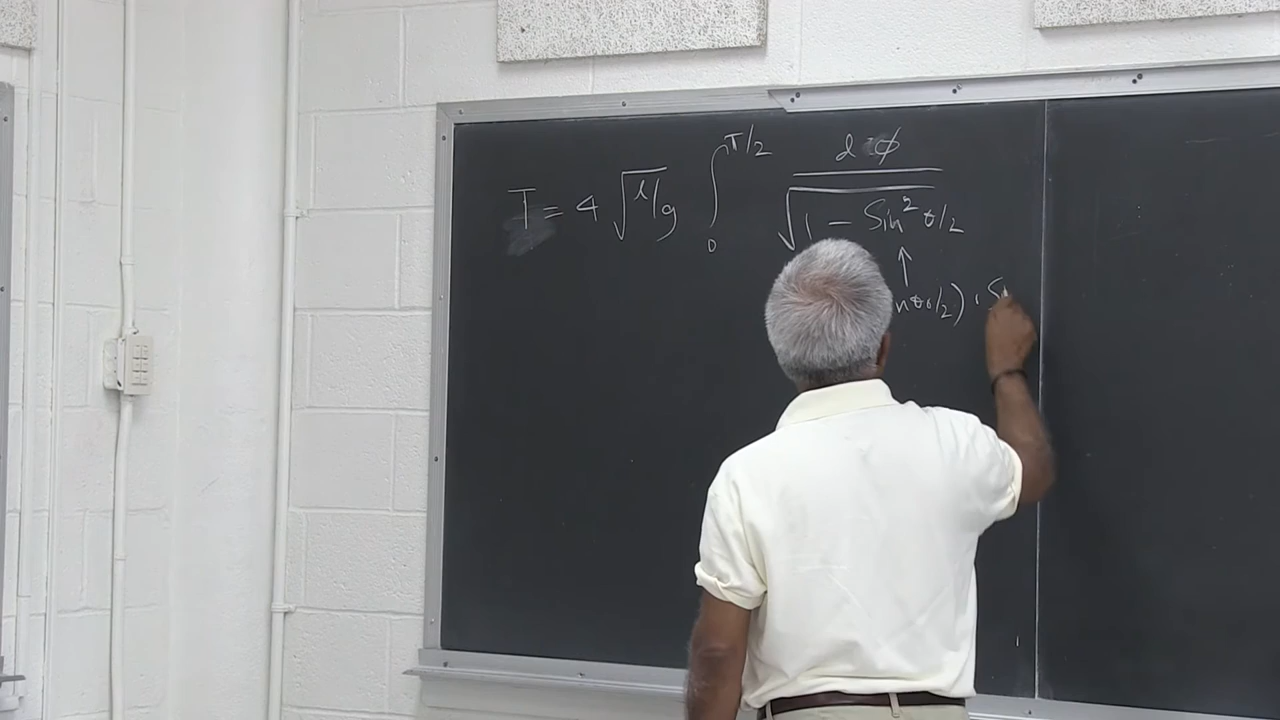 T = 4 √(l/g) ∫₀^{π/2} dφ / √(1 − Sin² θ/2)
↑
n θ₀/2) · S